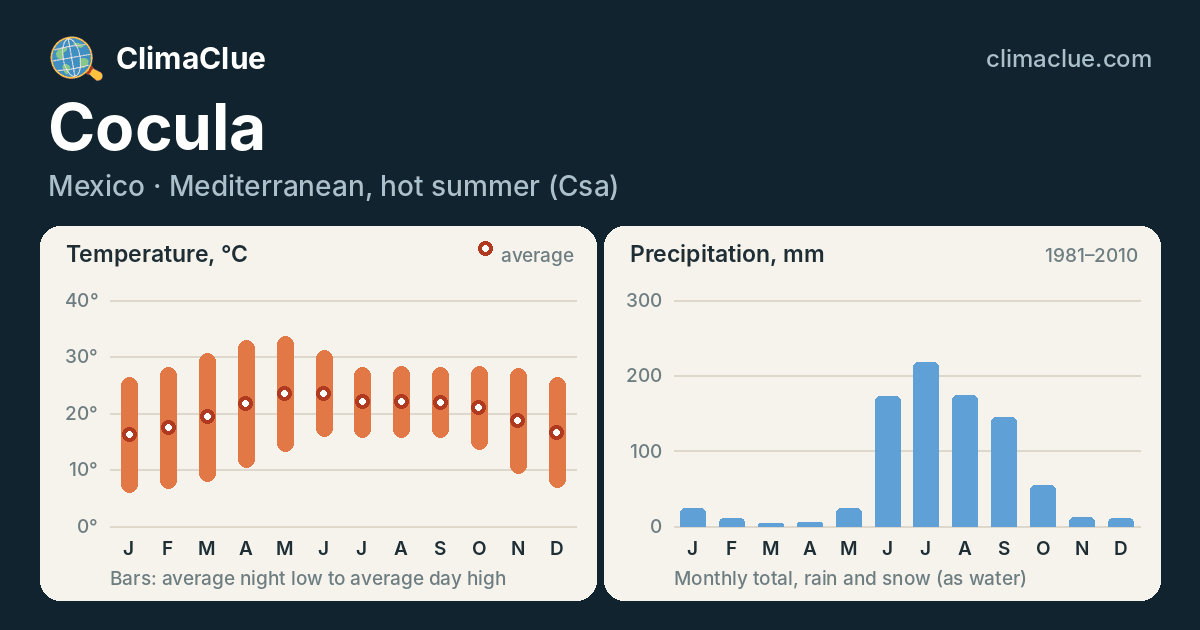 ClimaClue
climaclue.com
Cocula
Mexico · Mediterranean, hot summer (Csa)
Temperature, °C
average
40°
30°
20°
10°
0°
J F M A M J J A S O N D
Bars: average night low to average day high
Precipitation, mm
1981–2010
300
200
100
0
J F M A M J J A S O N D
Monthly total, rain and snow (as water)